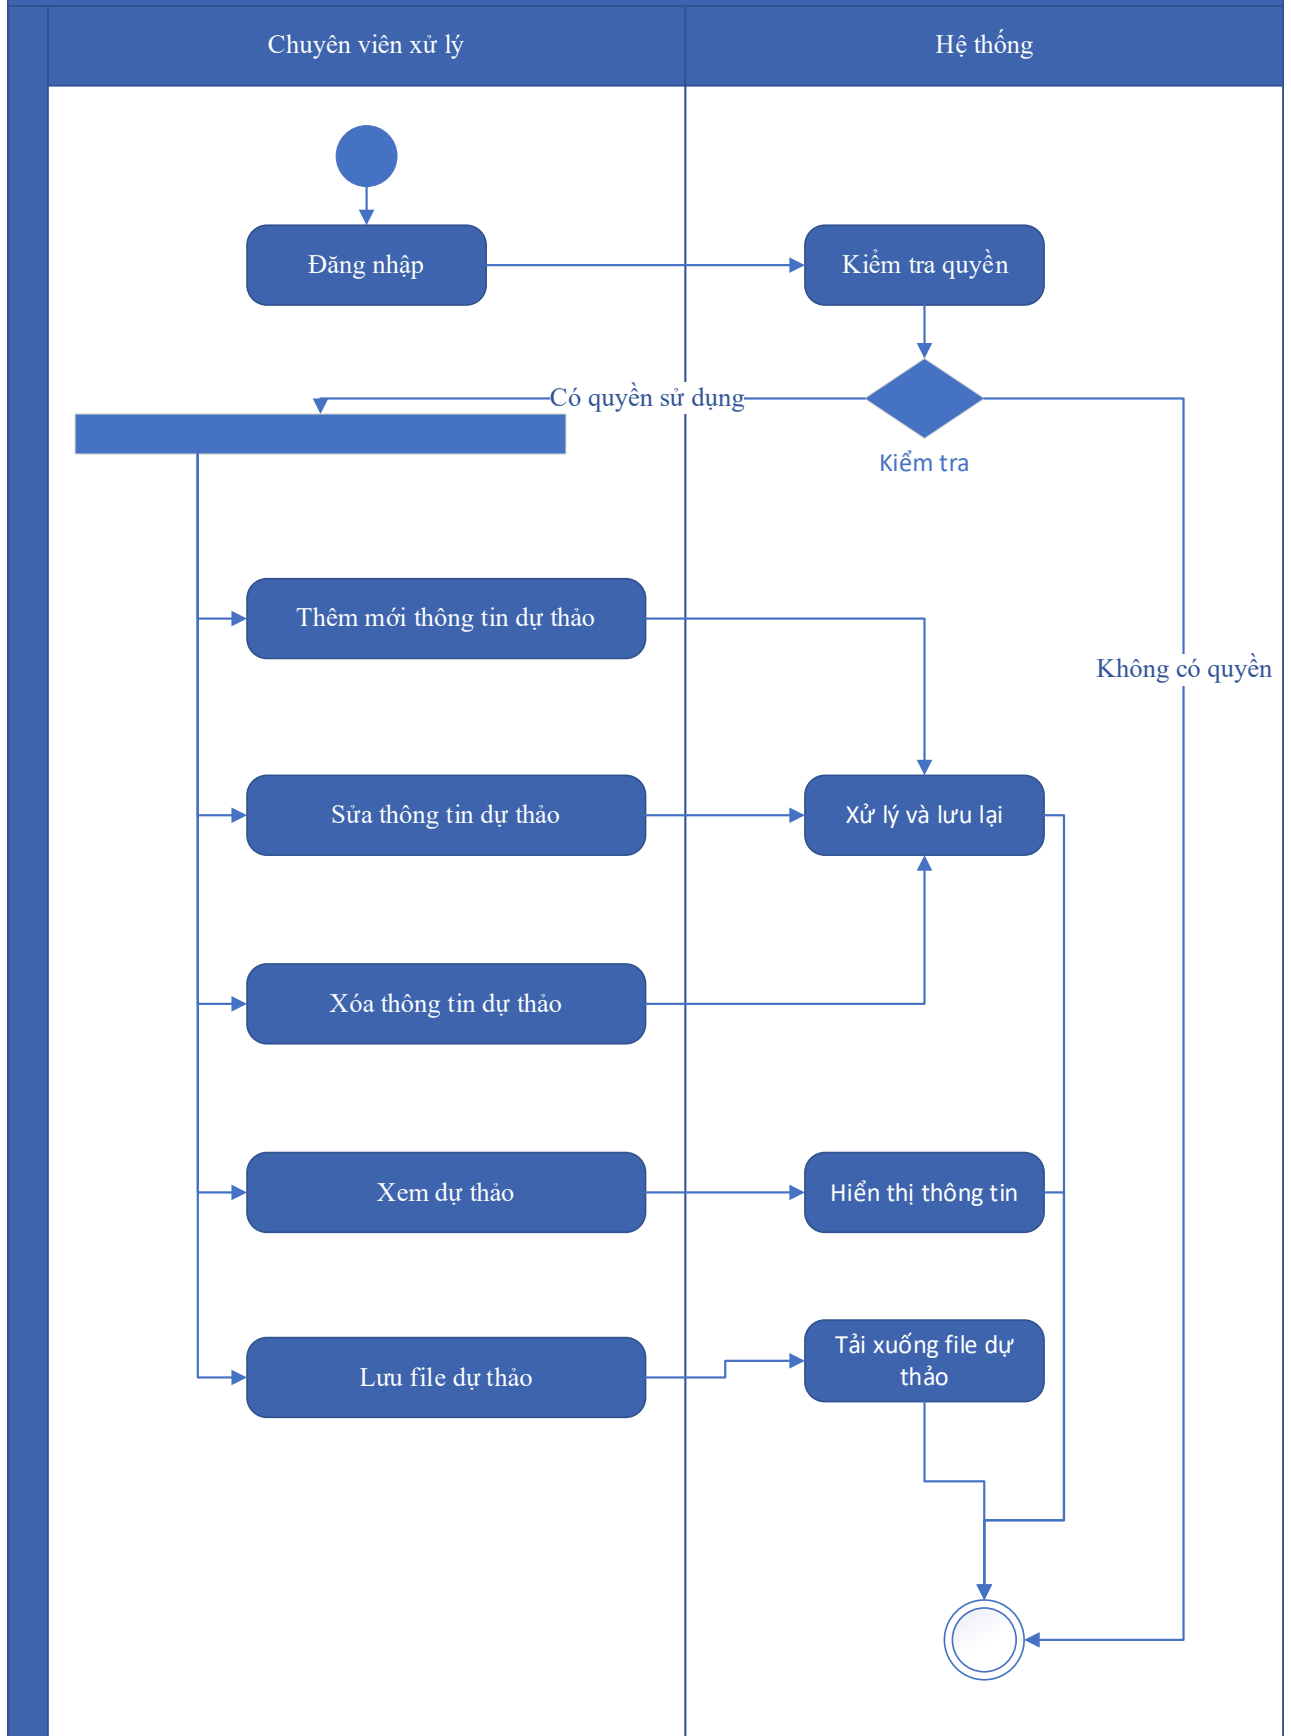 Chuyên viên xử lý
Hệ thống
Đăng nhập
Kiểm tra quyền
Có quyền sử dụng
Kiểm tra
Thêm mới thông tin dự thảo
Không có quyền
Sửa thông tin dự thảo
Xử lý và lưu lại
Xóa thông tin dự thảo
Xem dự thảo
Hiển thị thông tin
Lưu file dự thảo
Tải xuống file dự
thảo